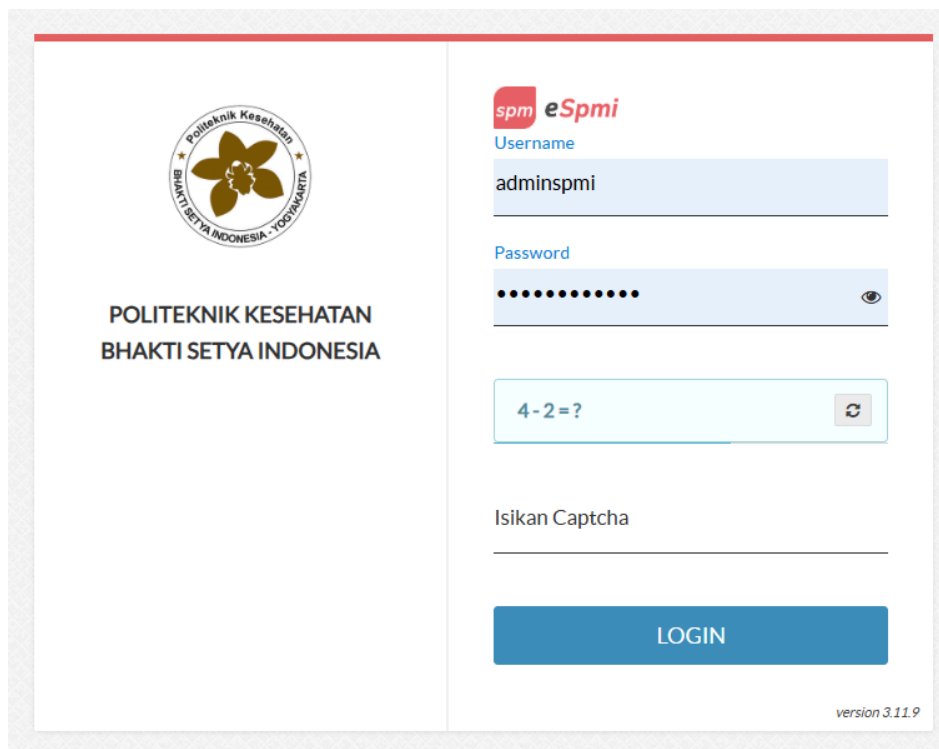 Politeknik Kesehatan
BHAKTI SETYA INDONESIA - YOGYAKARTA
POLITEKNIK KESEHATAN
BHAKTI SETYA INDONESIA
spm eSpmi
Username
adminspmi
Password
••••••••••••
4 - 2 = ?
Isikan Captcha
LOGIN
version 3.11.9